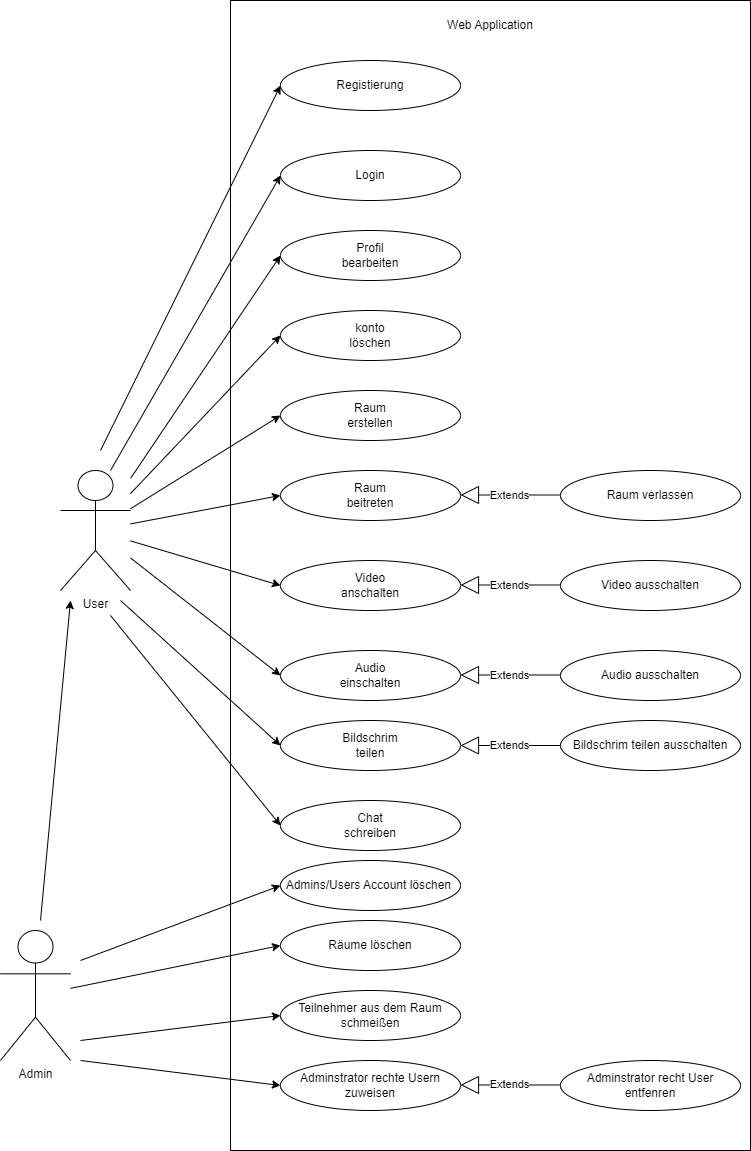 Web Application
Registierung
Login
Profil
bearbeiten
konto
löschen
Raum
erstellen
Raum
beitreten
Extends
Raum verlassen
Video
anschalten
Extends
Video ausschalten
User
Audio
einschalten
Extends
Audio ausschalten
Bildschrim
teilen
Extends
Bildschrim teilen ausschalten
Chat
schreiben
Admins/Users Account löschen
Räume löschen
Teilnehmer aus dem Raum
schmeißen
Admin
Adminstrator rechte Usern
zuweisen
Extends
Adminstrator recht User
entfenren